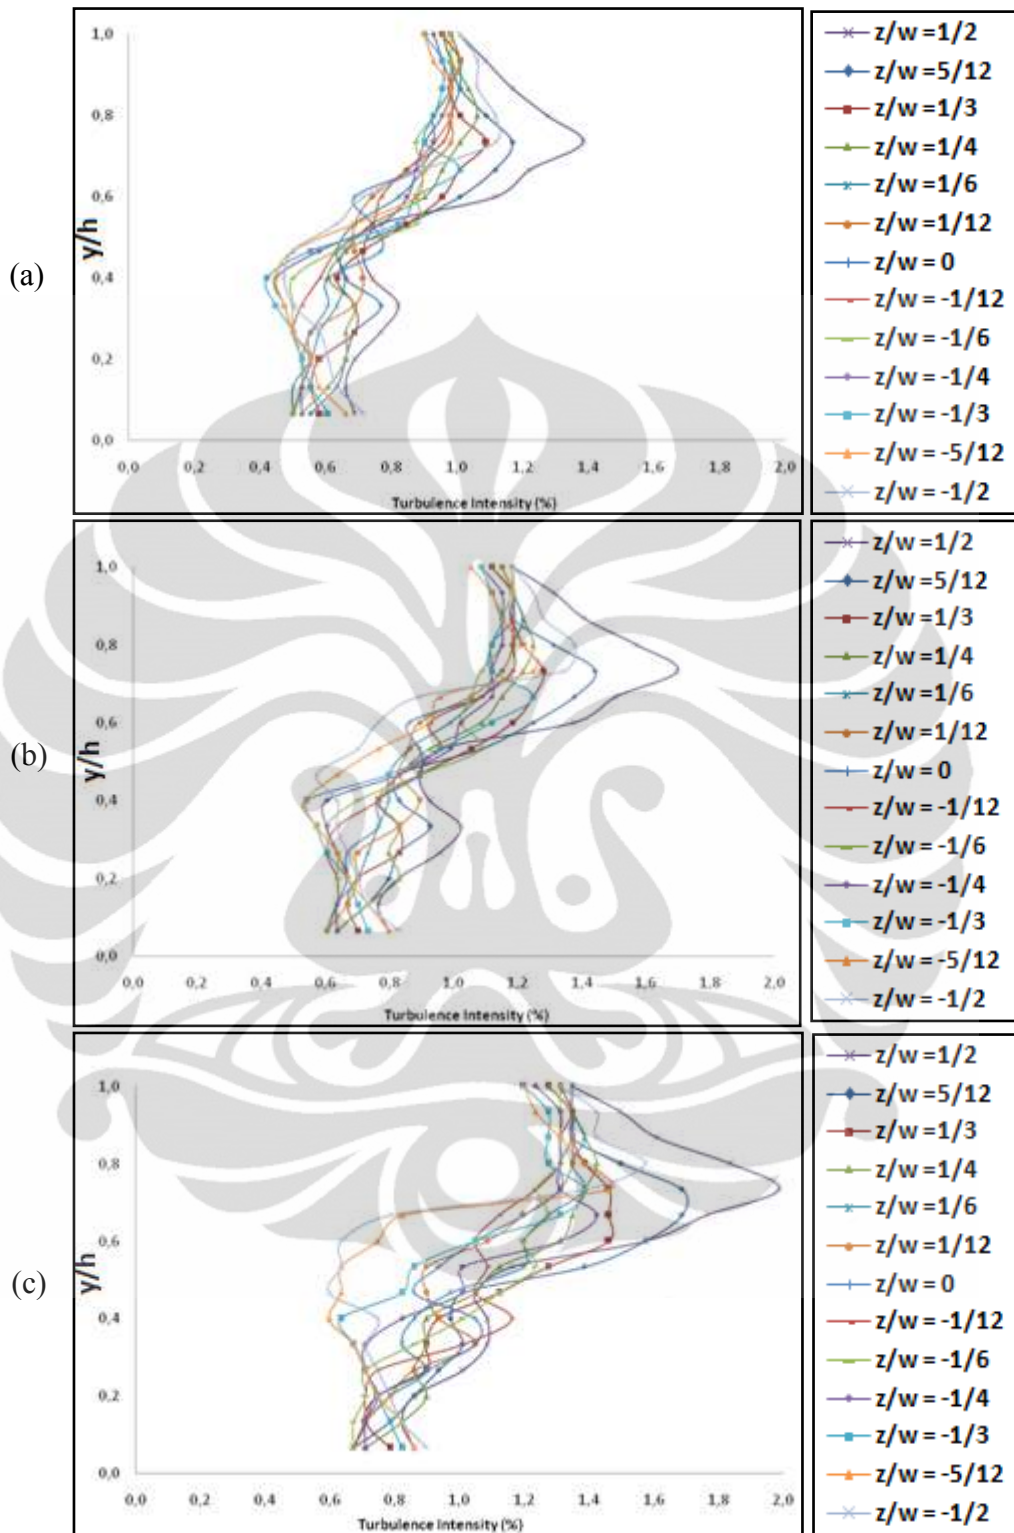 (a)
y/h
1,0
0,8
0,6
0,4
0,2
0,0
0,0 0,2 0,4 0,6 0,8 1,0 1,2 1,4 1,6 1,8 2,0
Turbulence Intensity (%)
z/w =1/2
z/w =5/12
z/w =1/3
z/w =1/4
z/w =1/6
z/w =1/12
z/w = 0
z/w = -1/12
z/w = -1/6
z/w = -1/4
z/w = -1/3
z/w = -5/12
z/w = -1/2
(b)
y/h
1,0
0,8
0,6
0,4
0,2
0,0
0,0 0,2 0,4 0,6 0,8 1,0 1,2 1,4 1,6 1,8 2,0
Turbulence Intensity (%)
z/w =1/2
z/w =5/12
z/w =1/3
z/w =1/4
z/w =1/6
z/w =1/12
z/w = 0
z/w = -1/12
z/w = -1/6
z/w = -1/4
z/w = -1/3
z/w = -5/12
z/w = -1/2
(c)
y/h
1,0
0,8
0,6
0,4
0,2
0,0
0,0 0,2 0,4 0,6 0,8 1,0 1,2 1,4 1,6 1,8 2,0
Turbulence Intensity (%)
z/w =1/2
z/w =5/12
z/w =1/3
z/w =1/4
z/w =1/6
z/w =1/12
z/w = 0
z/w = -1/12
z/w = -1/6
z/w = -1/4
z/w = -1/3
z/w = -5/12
z/w = -1/2